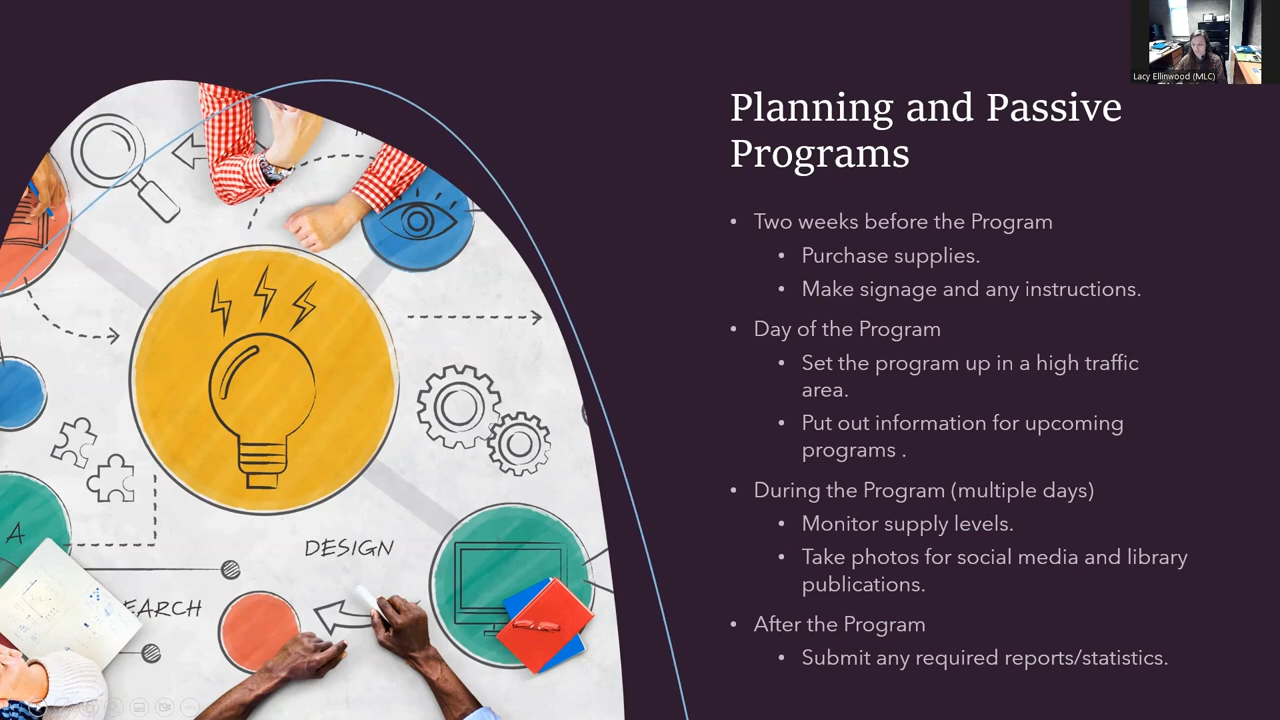 Lacy Ellinwood (MLC)
Planning and Passive
Programs
• Two weeks before the Program
• Purchase supplies.
• Make signage and any instructions.
• Day of the Program
• Set the program up in a high traffic
area.
• Put out information for upcoming
programs .
• During the Program (multiple days)
• Monitor supply levels.
• Take photos for social media and library
publications.
• After the Program
• Submit any required reports/statistics.
DESIGN
A
EARCH